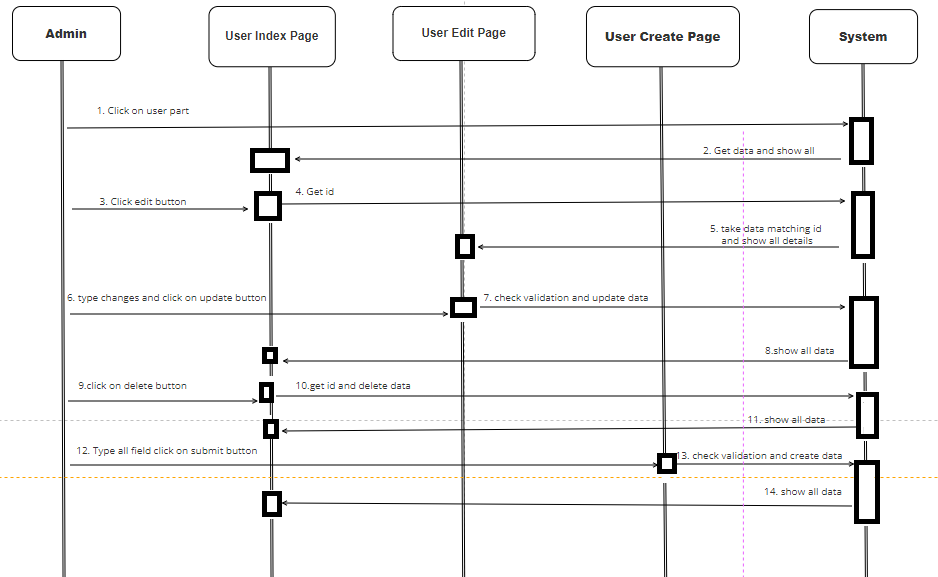 Admin
User Index Page
User Edit Page
User Create Page
System
1. Click on user part
2. Get data and show all
3. Click edit button
4. Get id
5. take data matching id
and show all details
6. type changes and click on update button
7. check validation and update data
8.show all data
9.click on delete button
10.get id and delete data
11. show all data
12. Type all field click on submit button
13. check validation and create data
14. show all data